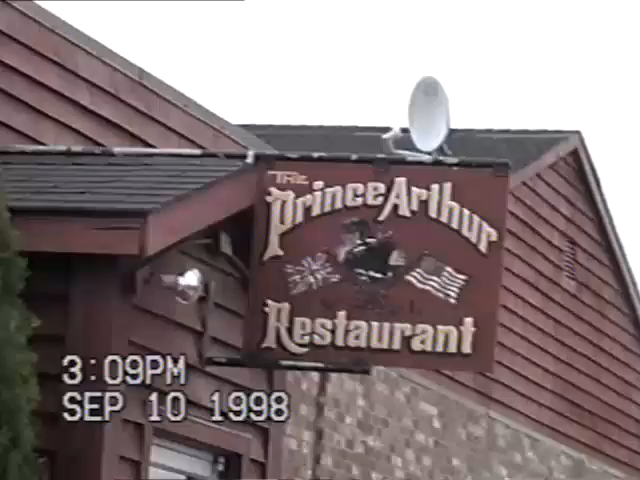 The
Prince Arthur
Restaurant
3:09PM
SEP 10 1998